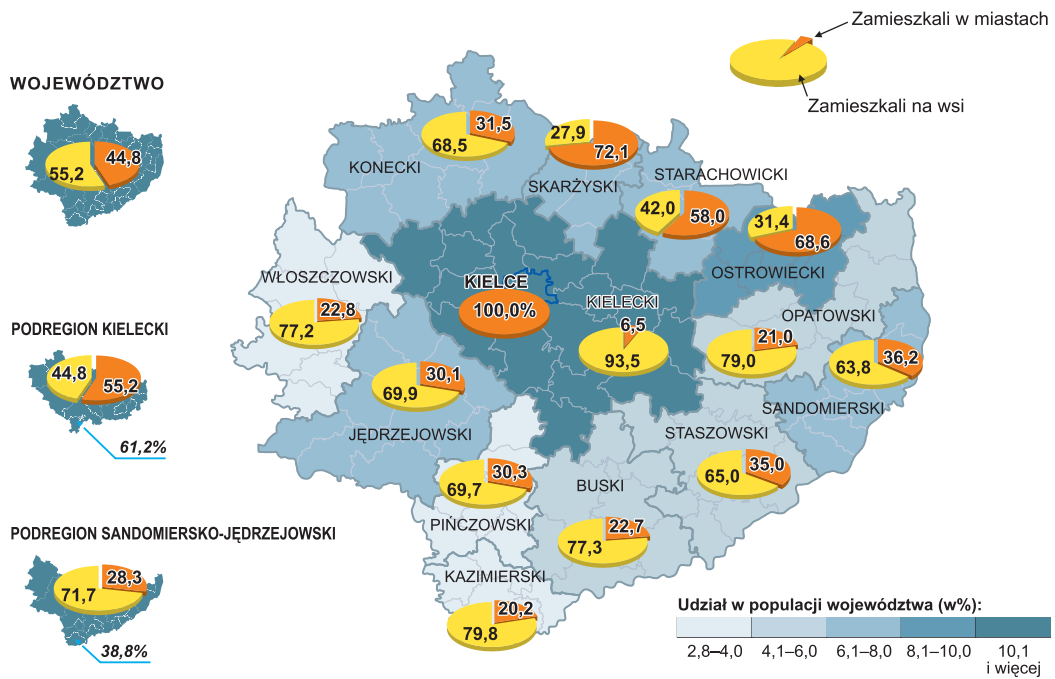 Zamieszkali w miastach
Zamieszkali na wsi
WOJEWÓDZTWO
44,8
55,2
PODREGION KIELECKI
44,8
55,2
61,2%
PODREGION SANDOMIERSKO-JĘDRZEJOWSKI
28,3
71,7
38,8%
31,5
68,5
KONECKI
27,9
72,1
SKARŻYSKI
STARACHOWICKI
42,0
58,0
31,4
68,6
OSTROWIECKI
WŁOSZCZOWSKI
22,8
77,2
KIELCE
100,0%
KIELECKI
6,5
93,5
OPATOWSKI
21,0
79,0
36,2
63,8
SANDOMIERSKI
30,1
69,9
JĘDRZEJOWSKI
STASZOWSKI
35,0
65,0
30,3
69,7
PIŃCZOWSKI
BUSKI
22,7
77,3
KAZIMIERSKI
20,2
79,8
Udział w populacji województwa (w%):
2,8–4,0 4,1–6,0 6,1–8,0 8,1–10,0 10,1
i więcej